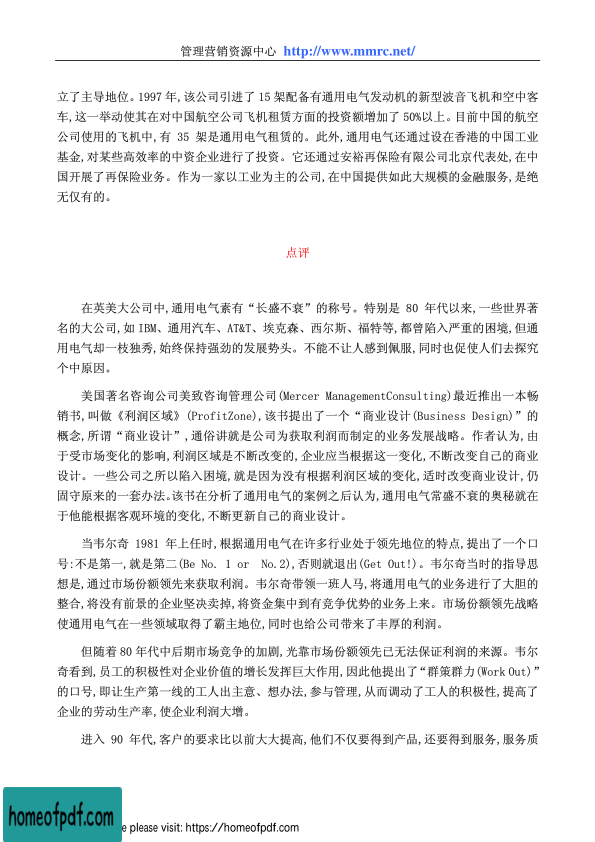 管理营销资源中心 http://www.mmrc.net/
立了主导地位。1997年,该公司引进了15架配备有通用电气发动机的新型波音飞机和空中客
车,这一举动使其在对中国航空公司飞机租赁方面的投资额增加了50%以上。目前中国的航空
公司使用的飞机中,有 35 架是通用电气租赁的。此外,通用电气还通过设在香港的中国工业
基金,对某些高效率的中资企业进行了投资。它还通过安裕再保险有限公司北京代表处,在中
国开展了再保险业务。作为一家以工业为主的公司,在中国提供如此大规模的金融服务,是绝
无仅有的。
点评
在英美大公司中,通用电气素有“长盛不衰”的称号。特别是 80 年代以来,一些世界著
名的大公司,如IBM、通用汽车、AT&T、埃克森、西尔斯、福特等,都曾陷入严重的困境,但通
用电气却一枝独秀,始终保持强劲的发展势头。不能不让人感到佩服,同时也促使人们去探究
个中原因。
美国著名咨询公司美致咨询管理公司(Mercer ManagementConsulting)最近推出一本畅
销书,叫做《利润区域》(ProfitZone),该书提出了一个“商业设计(Business Design)”的
概念,所谓“商业设计”,通俗讲就是公司为获取利润而制定的业务发展战略。作者认为,由
于受市场变化的影响,利润区域是不断改变的,企业应当根据这一变化,不断改变自己的商业
设计。一些公司之所以陷入困境,就是因为没有根据利润区域的变化,适时改变商业设计,仍
固守原来的一套办法。该书在分析了通用电气的案例之后认为,通用电气常盛不衰的奥秘就在
于他能根据客观环境的变化,不断更新自己的商业设计。
当韦尔奇 1981 年上任时,根据通用电气在许多行业处于领先地位的特点,提出了一个口
号:不是第一,就是第二(Be No. 1 or No.2),否则就退出(Get Out!)。韦尔奇当时的指导思
想是,通过市场份额领先来获取利润。韦尔奇带领一班人马,将通用电气的业务进行了大胆的
整合,将没有前景的企业坚决卖掉,将资金集中到有竞争优势的业务上来。市场份额领先战略
使通用电气在一些领域取得了霸主地位,同时也给公司带来了丰厚的利润。
但随着80年代中后期市场竞争的加剧,光靠市场份额领先已无法保证利润的来源。韦尔
奇看到,员工的积极性对企业价值的增长发挥巨大作用,因此他提出了“群策群力(Work Out)”
的口号,即让生产第一线的工人出主意、想办法,参与管理,从而调动了工人的积极性,提高了
企业的劳动生产率,使企业利润大增。
进入 90 年代,客户的要求比以前大大提高,他们不仅要得到产品,还要得到服务,服务质
homeofpdf.com
please visit: https://homeofpdf.com